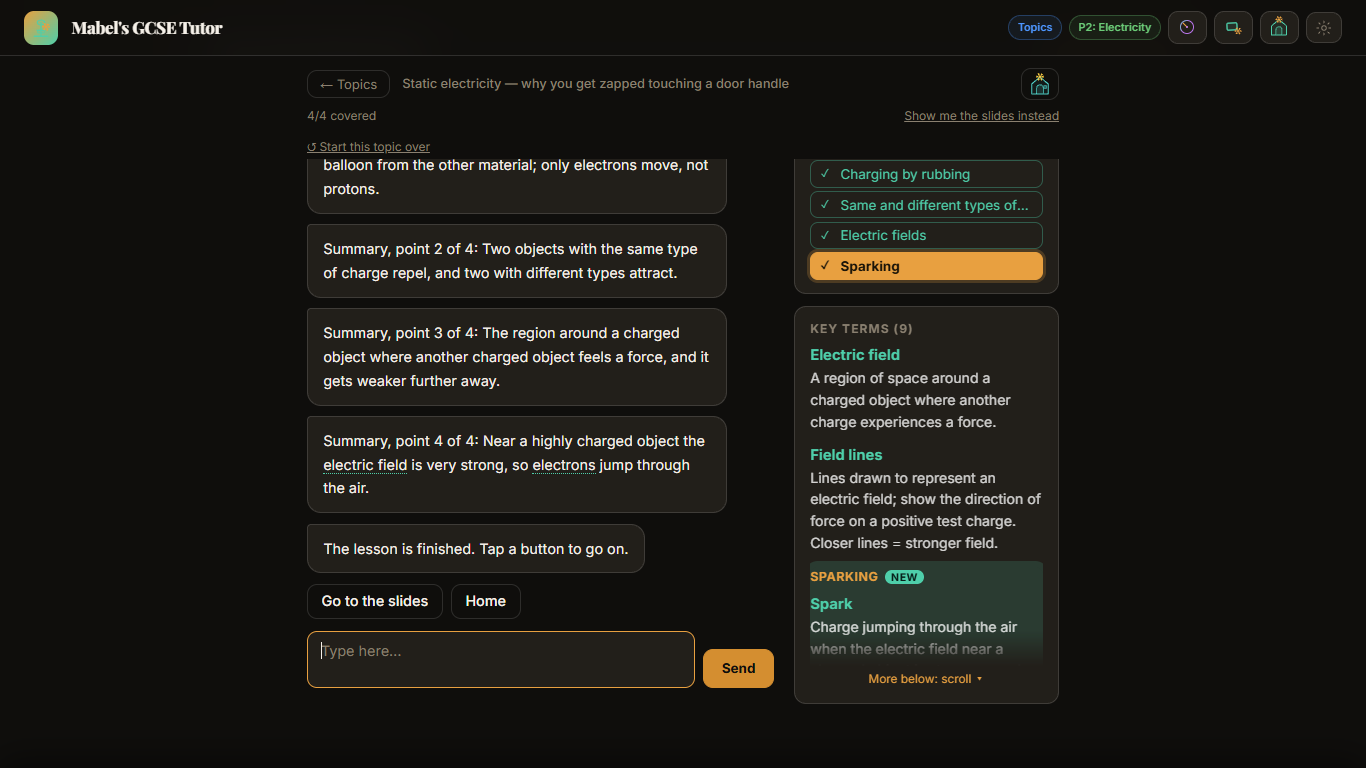 Mabel's GCSE Tutor
Topics
P2: Electricity
← Topics
Static electricity — why you get zapped touching a door handle
4/4 covered
Show me the slides instead
↺ Start this topic over
balloon from the other material; only electrons move, not
protons.
Summary, point 2 of 4: Two objects with the same type
of charge repel, and two with different types attract.
Summary, point 3 of 4: The region around a charged
object where another charged object feels a force, and it
gets weaker further away.
Summary, point 4 of 4: Near a highly charged object the
electric field is very strong, so electrons jump through
the air.
The lesson is finished. Tap a button to go on.
Go to the slides
Home
Type here...
Send
✓ Charging by rubbing
✓ Same and different types of...
✓ Electric fields
✓ Sparking
KEY TERMS (9)
Electric field
A region of space around a
charged object where another
charge experiences a force.
Field lines
Lines drawn to represent an
electric field; show the direction of
force on a positive test charge.
Closer lines = stronger field.
SPARKING NEW
Spark
Charge jumping through the air
when the electric field near a
More below: scroll ▾